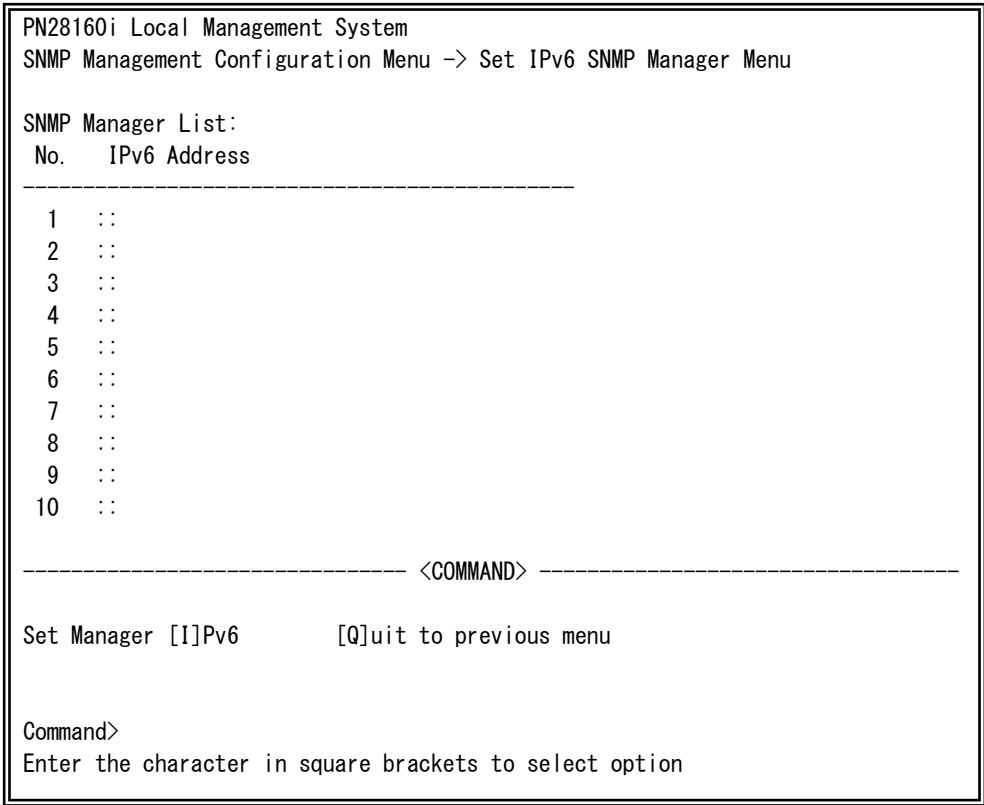 PN28160i Local Management System
SNMP Management Configuration Menu -> Set IPv6 SNMP Manager Menu
SNMP Manager List:
No. IPv6 Address
----------------------------------------------
1 ::
2 ::
3 ::
4 ::
5 ::
6 ::
7 ::
8 ::
9 ::
10 ::
-------------------------------- <COMMAND> -----------------------------------
Set Manager [I]Pv6 [Q]uit to previous menu
Command>
Enter the character in square brackets to select option